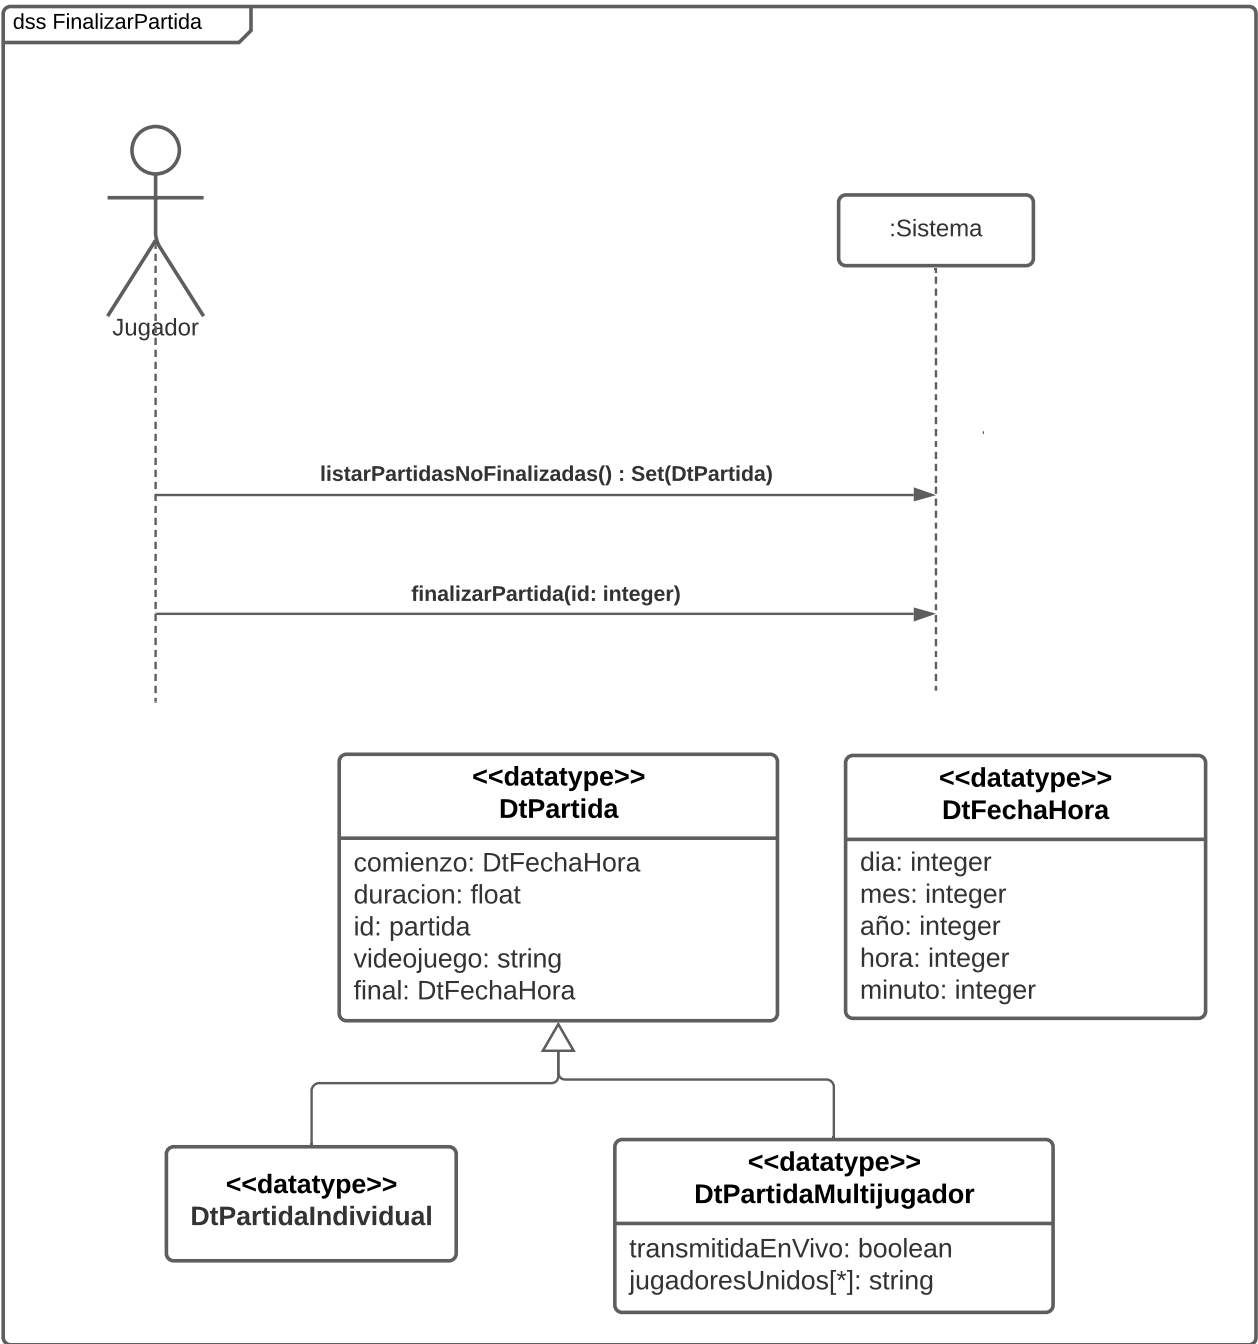 dss FinalizarPartida
:Sistema
Jugador
listarPartidasNoFinalizadas() : Set(DtPartida)
finalizarPartida(id: integer)
<<datatype>>
DtPartida
comienzo: DtFechaHora
duracion: float
id: partida
videojuego: string
final: DtFechaHora
<<datatype>>
DtFechaHora
dia: integer
mes: integer
año: integer
hora: integer
minuto: integer
<<datatype>>
DtPartidaIndividual
<<datatype>>
DtPartidaMultijugador
transmitidaEnVivo: boolean
jugadoresUnidos[*]: string